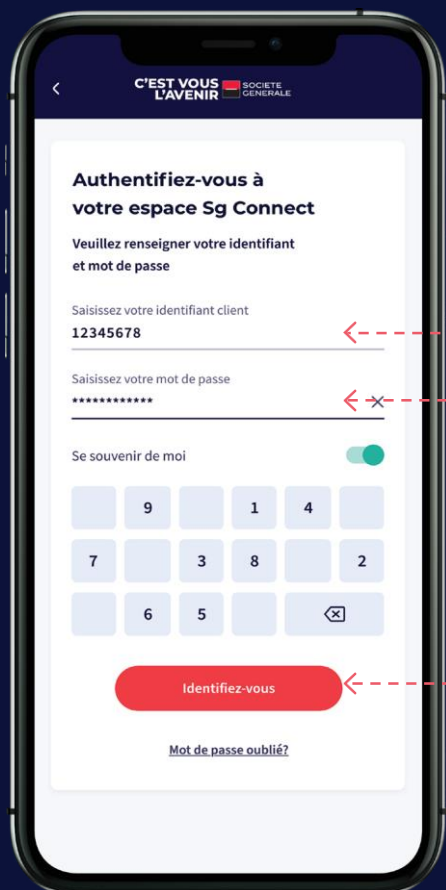 C'EST VOUS
L'AVENIR
SOCIETE
GENERALE
Authentifiez-vous à
votre espace Sg Connect
Veuillez renseigner votre identifiant
et mot de passe
Saisissez votre identifiant client
12345678
Saisissez votre mot de passe
************
Se souvenir de moi
9 1 4
7 3 8 2
6 5
Identifiez-vous
Mot de passe oublié?